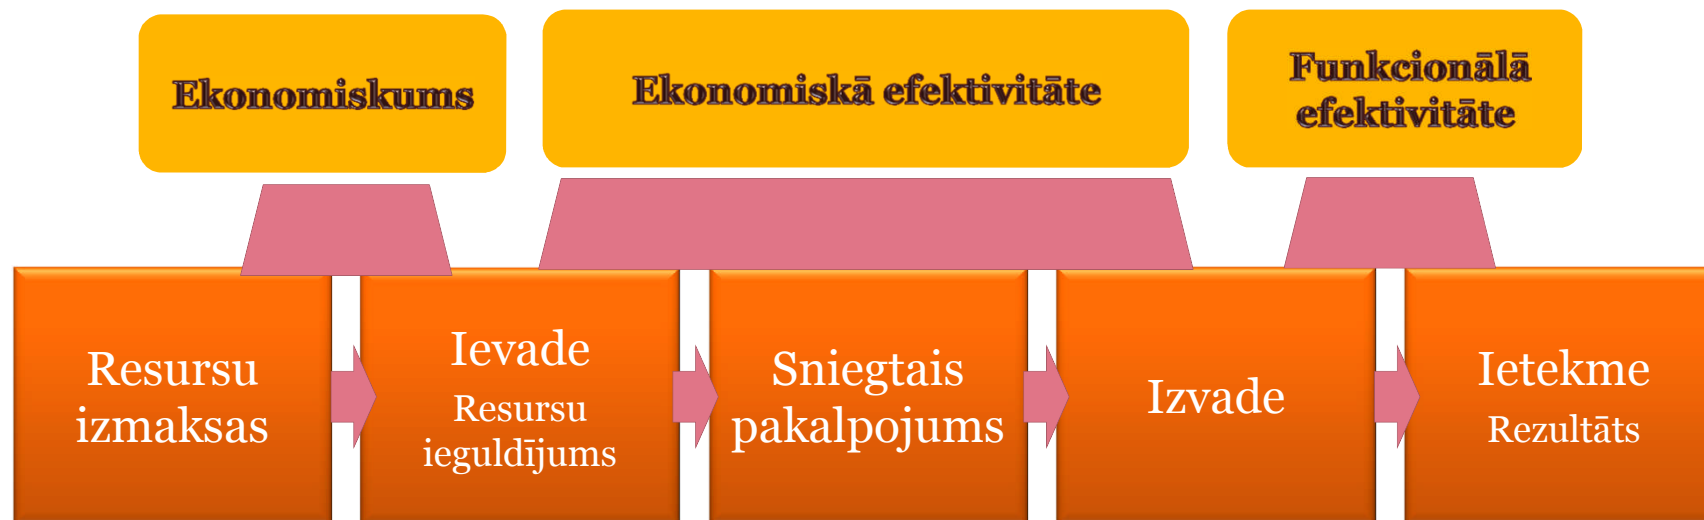 Ekonomiskums
Ekonomiskā efektivitāte
Funkcionālā
efektivitāte
Resursu
izmaksas
Ievade
Resursu
ieguldījums
Sniegtais
pakalpojums
Izvade
Ietekme
Rezultāts